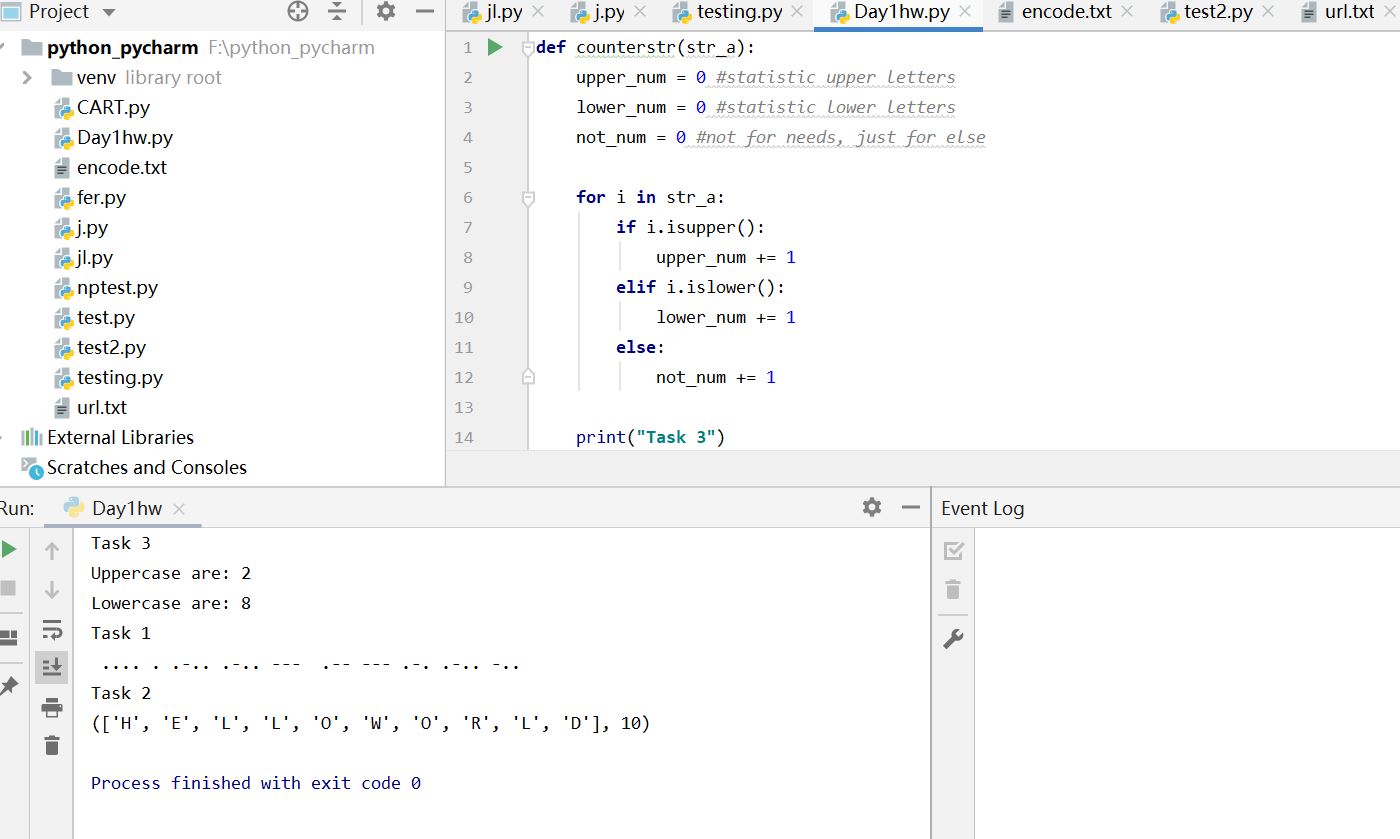 Project
jl.py
j.py
testing.py
Day1hw.py
encode.txt
test2.py
url.txt
python_pycharm F:\python_pycharm
venv library root
CART.py
Day1hw.py
encode.txt
fer.py
j.py
jl.py
nptest.py
test.py
test2.py
testing.py
url.txt
External Libraries
Scratches and Consoles
1 def counterstr(str_a):
2 upper_num = 0 #statistic upper letters
3 lower_num = 0 #statistic lower letters
4 not_num = 0 #not for needs, just for else
5
6 for i in str_a:
7 if i.isupper():
8 upper_num += 1
9 elif i.islower():
10 lower_num += 1
11 else:
12 not_num += 1
13
14 print("Task 3")
Run: Day1hw
Task 3
Uppercase are: 2
Lowercase are: 8
Task 1
.... . .-.. .-.. --- .-- --- .-. .-.. -..
Task 2
(['H', 'E', 'L', 'L', 'O', 'W', 'O', 'R', 'L', 'D'], 10)
Process finished with exit code 0
Event Log